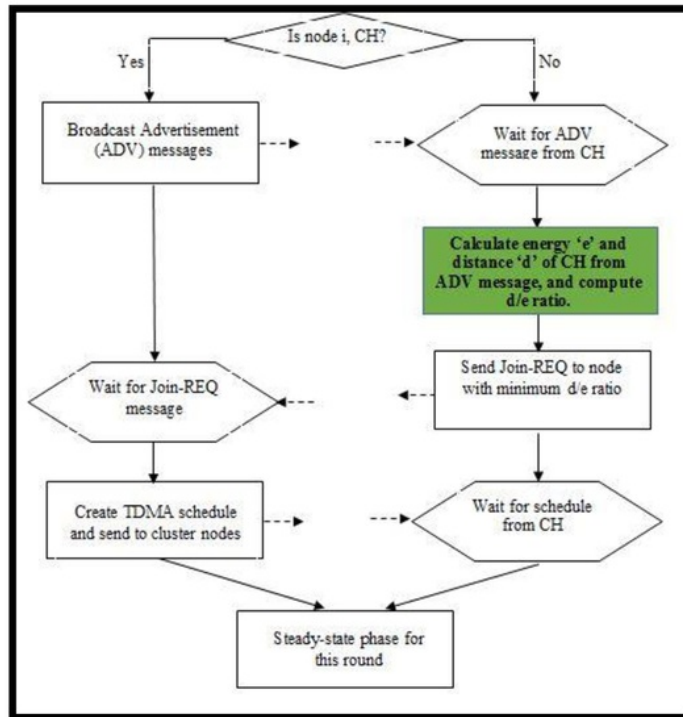 Is node i, CH?
Yes
No
Broadcast Advertisement
(ADV) messages
Wait for ADV
message from CH
Calculate energy ‘e’ and
distance ‘d’ of CH from
ADV message, and compute
d/e ratio.
Wait for Join-REQ
message
Send Join-REQ to node
with minimum d/e ratio
Create TDMA schedule
and send to cluster nodes
Wait for schedule
from CH
Steady-state phase for
this round